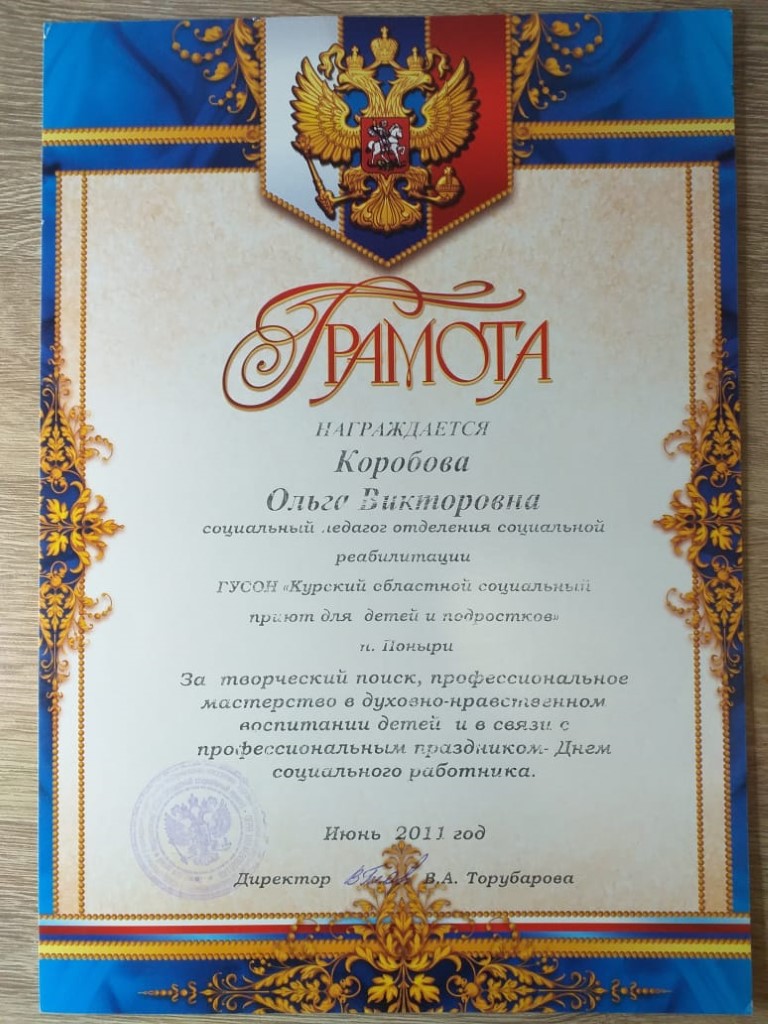 ГРАМОТА
НАГРАЖДАЕТСЯ
Коробова
Ольга Викторовна
социальный педагог отделения социальной
реабилитации
ГУСОН «Курский областной социальный
приют для детей и подростков»
п. Поныри
За творческий поиск, профессиональное
мастерство в духовно-нравственном
воспитании детей и в связи с
профессиональным праздником- Днем
социального работника.
Июнь 2011 год
Директор В.А. Торубарова